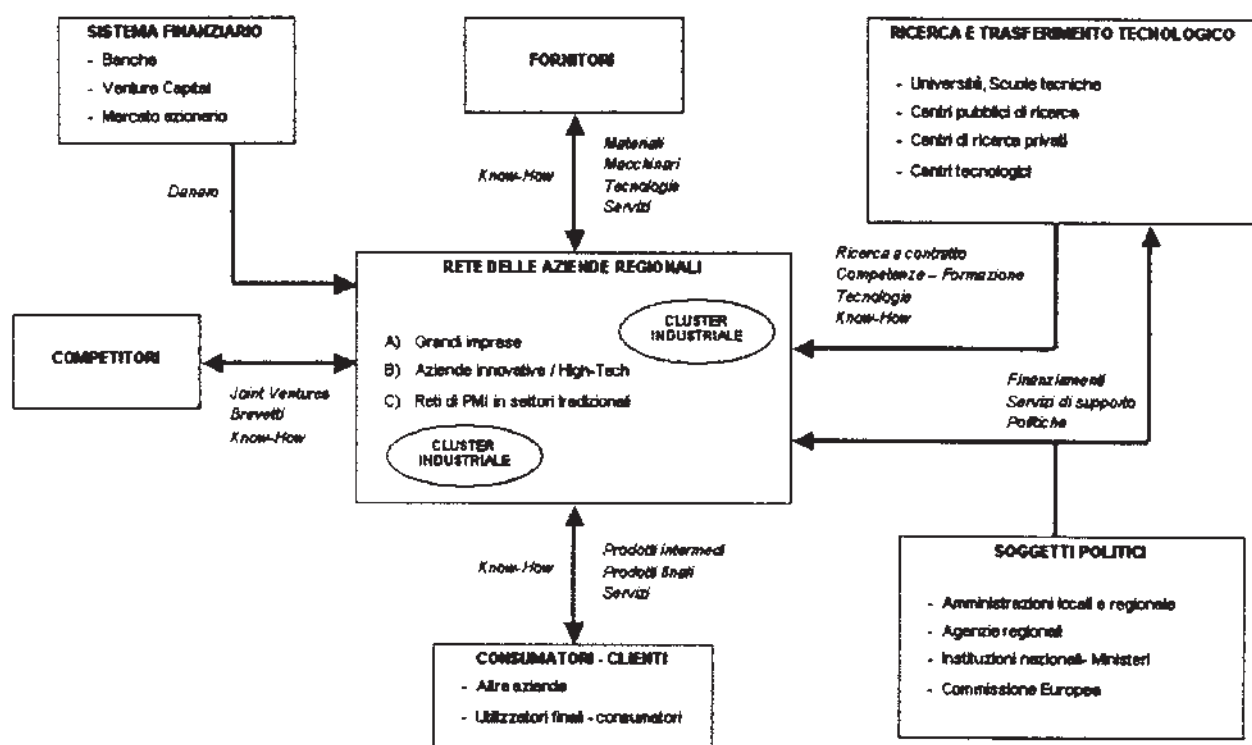 SISTEMA FINANZIARIO
- Banche
- Venture Capital
- Mercato azionario
FORNITORI
RICERCA E TRASFERIMENTO TECNOLOGICO
- Università, Scuole tecniche
- Centri pubblici di ricerca
- Centri di ricerca privati
- Centri tecnologici
Danaro
Know-How
Materiali
Macchinari
Tecnologie
Servizi
RETE DELLE AZIENDE REGIONALI
CLUSTER
INDUSTRIALE
A) Grandi imprese
B) Aziende innovative / High-Tech
C) Reti di PMI in settori tradizionali
CLUSTER
INDUSTRIALE
COMPETITORI
Joint Ventures
Brevetti
Know-How
Ricerca a contratto
Competenze – Formazione
Tecnologie
Know-How
Finanziamenti
Servizi di supporto
Politiche
Know-How
Prodotti intermedi
Prodotti finati
Servizi
CONSUMATORI - CLIENTI
- Altre aziende
- Utilizzatori finali - consumatori
SOGGETTI POLITICI
- Amministrazioni locali e regionale
- Agenzie regionali
- Instituzioni nazionali- Ministeri
- Commissione Europea